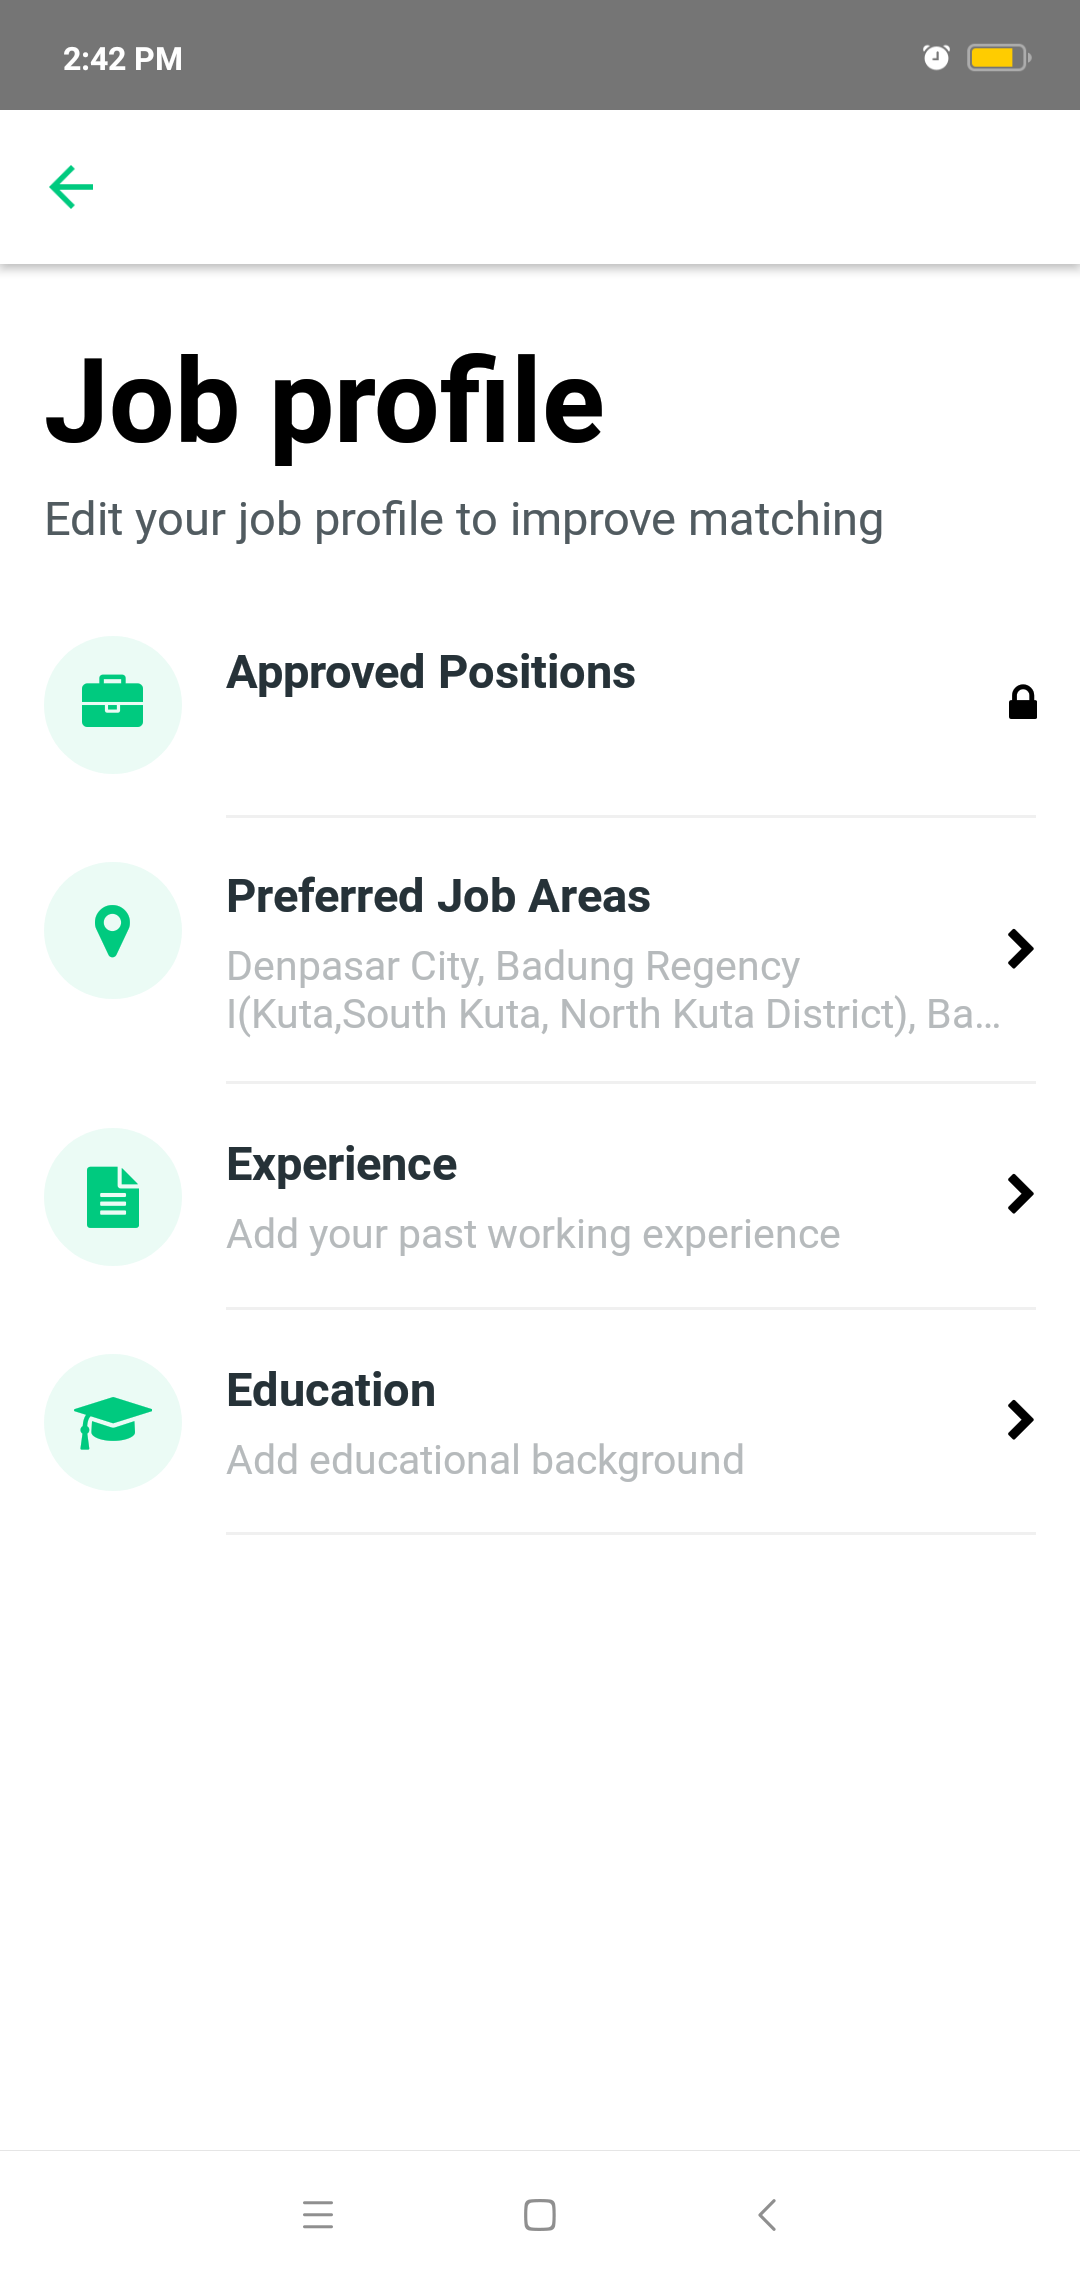 2:42 PM
Job profile
Edit your job profile to improve matching
Approved Positions
Preferred Job Areas
Denpasar City, Badung Regency
I(Kuta,South Kuta, North Kuta District), Ba...
Experience
Add your past working experience
Education
Add educational background